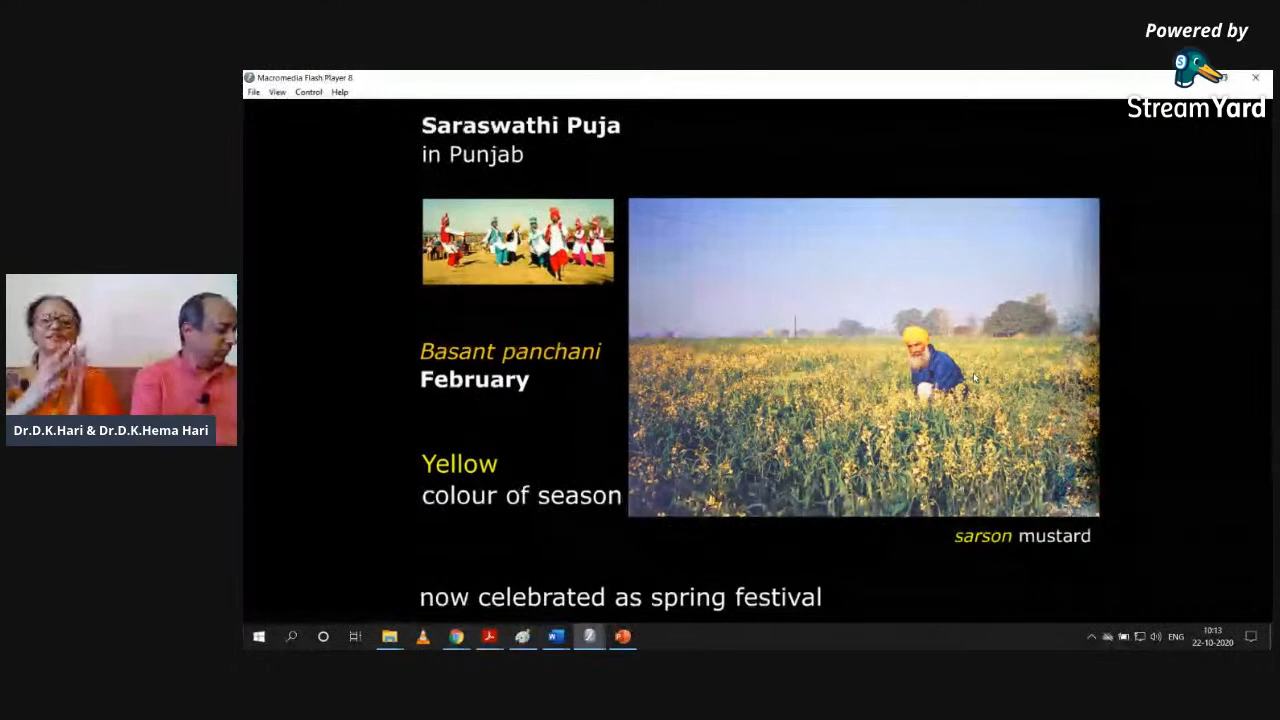 Powered by
StreamYard
Macromedia Flash Player 8
File View Control Help
Saraswathi Puja
in Punjab
Basant panchani
February
Yellow
colour of season
sarson mustard
now celebrated as spring festival
Dr.D.K.Hari & Dr.D.K.Hema Hari
ENG
10:13
22-10-2020